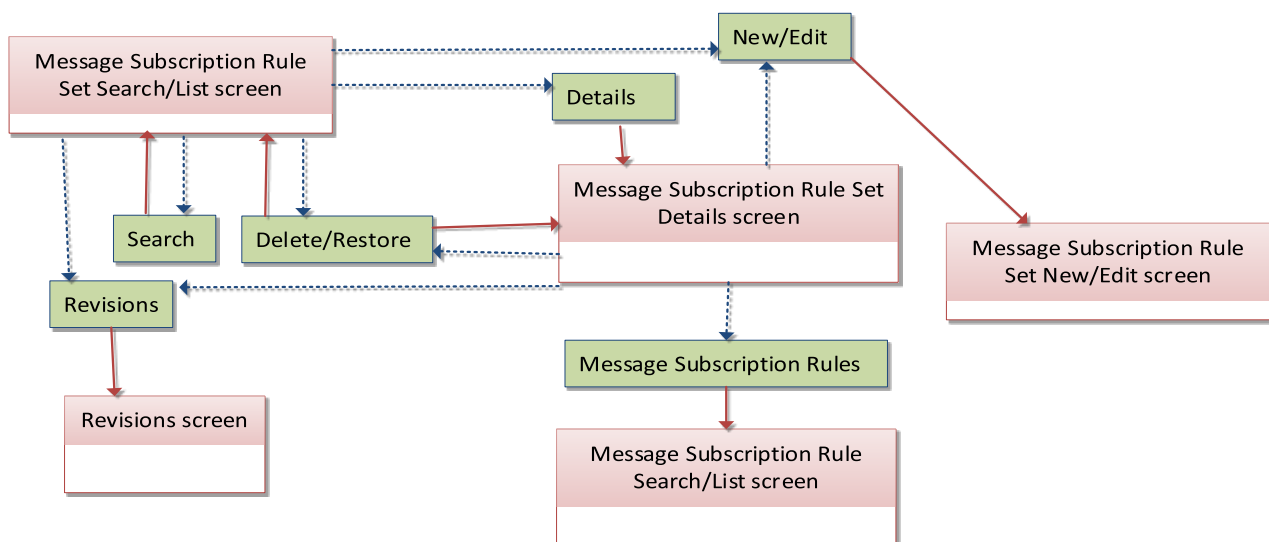 New/Edit
Message Subscription Rule
Set Search/List screen
Details
Message Subscription Rule Set
Details screen
Search
Delete/Restore
Message Subscription Rule
Set New/Edit screen
Revisions
Message Subscription Rules
Revisions screen
Message Subscription Rule
Search/List screen